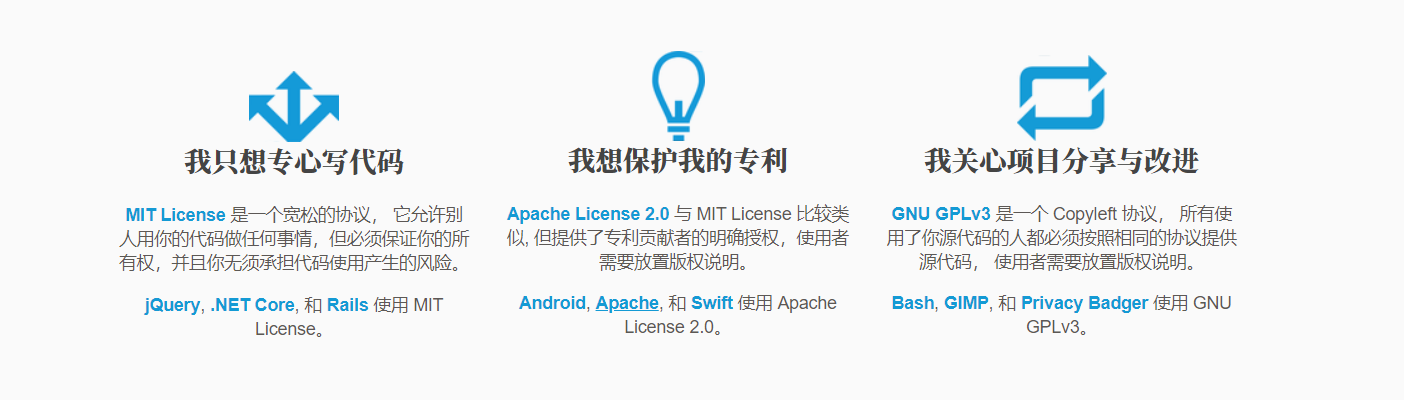 我只想专心写代码
MIT License 是一个宽松的协议， 它允许别
人用你的代码做任何事情，但必须保证你的所
有权，并且你无须承担代码使用产生的风险。
jQuery, .NET Core, 和 Rails 使用 MIT
License。
我想保护我的专利
Apache License 2.0 与 MIT License 比较类
似, 但提供了专利贡献者的明确授权，使用者
需要放置版权说明。
Android, Apache, 和 Swift 使用 Apache
License 2.0。
我关心项目分享与改进
GNU GPLv3 是一个 Copyleft 协议， 所有使
用了你源代码的人都必须按照相同的协议提供
源代码， 使用者需要放置版权说明。
Bash, GIMP, 和 Privacy Badger 使用 GNU
GPLv3。